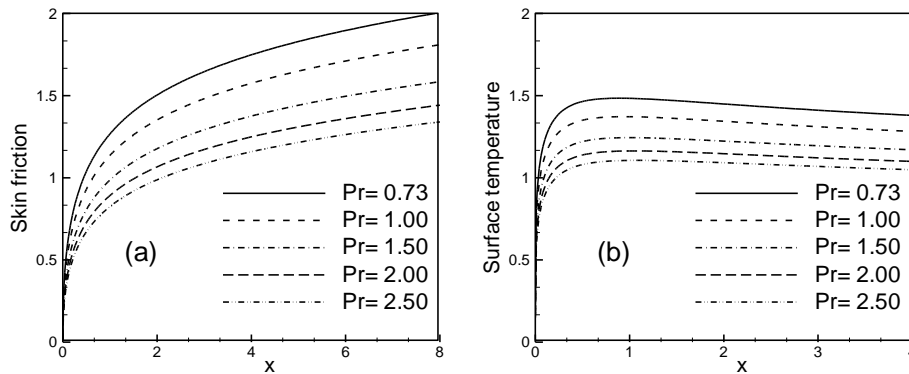 Skin friction
2
1.5
1
0.5
0
0
2
4
6
8
x
(a)
Pr= 0.73
Pr= 1.00
Pr= 1.50
Pr= 2.00
Pr= 2.50
Surface temperature
2
1.5
1
0.5
0
0
1
2
3
x
(b)
Pr= 0.73
Pr= 1.00
Pr= 1.50
Pr= 2.00
Pr= 2.50